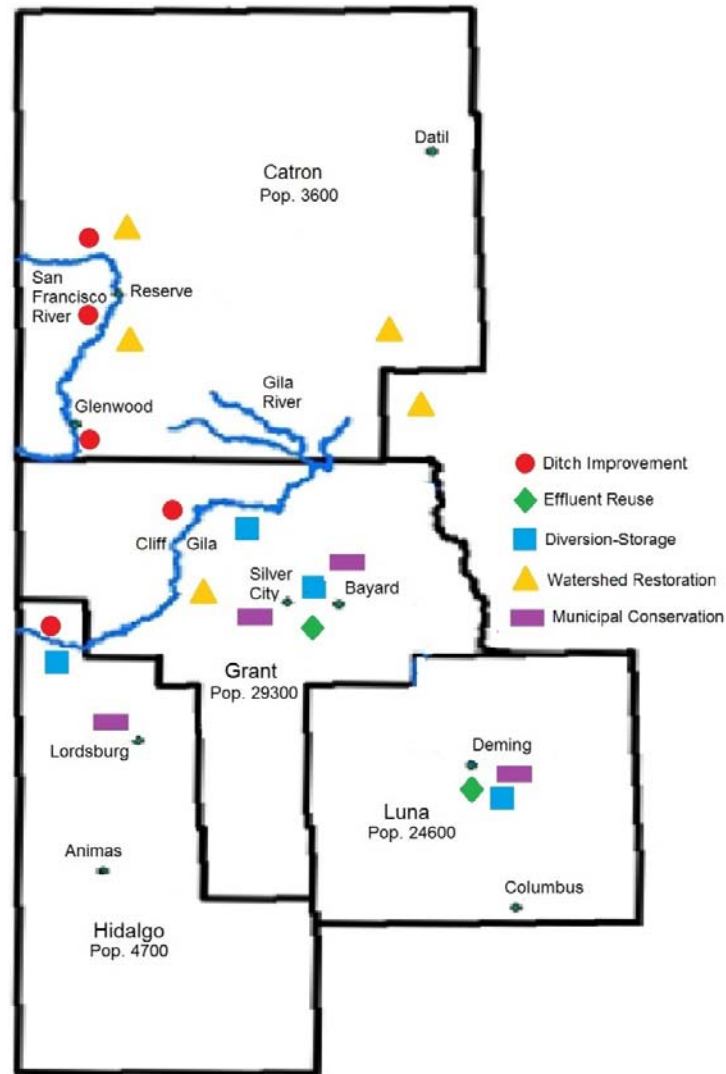 Datil
Catron
Pop. 3600
San
Francisco
River
Reserve
Gila
River
Glenwood
Ditch Improvement
Effluent Reuse
Diversion-Storage
Watershed Restoration
Municipal Conservation
Cliff Gila
Silver
City
Bayard
Grant
Pop. 29300
Lordsburg
Deming
Luna
Pop. 24600
Animas
Columbus
Hidalgo
Pop. 4700